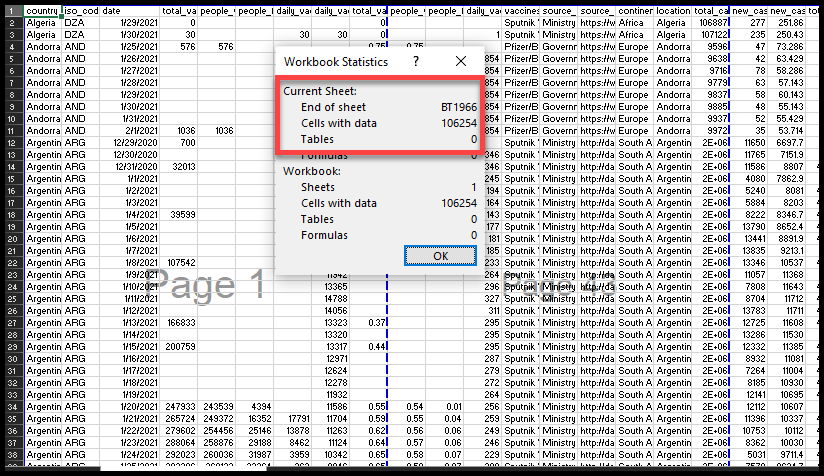 1 country iso_cod date total_va people_ people_f daily_va daily_va total_va people_ people_f daily_va vaccines source_ source_ continen location total_cas new_cas new_cas tot
2 Algeria DZA 1/29/2021 0 0 Sputnik Ministry https://w Africa Algeria 106887 277 251.86
3 Algeria DZA 1/30/2021 30 30 30 0 1 Sputnik Ministry https://w Africa Algeria 107122 235 250.43
4 Andorra AND 1/25/2021 576 576 0.75 0.75 Pfizer/B Govern https://w Europe Andorra 9596 47 73.286
5 Andorra AND 1/26/2021 854 Pfizer/B Govern https://w Europe Andorra 9638 42 63.429
6 Andorra AND 1/27/2021 854 Pfizer/B Govern https://w Europe Andorra 9716 78 58.286
7 Andorra AND 1/28/2021 854 Pfizer/B Govern https://w Europe Andorra 9779 63 57.143
8 Andorra AND 1/29/2021 854 Pfizer/B Govern https://w Europe Andorra 9837 58 60.143
9 Andorra AND 1/30/2021 854 Pfizer/B Govern https://w Europe Andorra 9885 48 55.143
10 Andorra AND 1/31/2021 854 Pfizer/B Govern https://w Europe Andorra 9937 52 55.429
11 Andorra AND 2/1/2021 1036 1036 854 Pfizer/B Govern https://w Europe Andorra 9972 35 53.714
12 Argentin ARG 12/29/2020 700 Sputnik Ministry http://da South A Argentin 2E+06 11650 6697.7
13 Argentin ARG 12/30/2020 346 Sputnik Ministry http://da South A Argentin 2E+06 11765 7151.9
14 Argentin ARG 12/31/2020 32013 346 Sputnik Ministry http://da South A Argentin 2E+06 11586 8807
15 Argentin ARG 1/1/2021 245 Sputnik Ministry http://da South A Argentin 2E+06 4080 7862.9
16 Argentin ARG 1/2/2021 194 Sputnik Ministry http://da South A Argentin 2E+06 5240 8081
17 Argentin ARG 1/3/2021 164 Sputnik Ministry http://da South A Argentin 2E+06 5884 8203
18 Argentin ARG 1/4/2021 39599 143 Sputnik Ministry http://da South A Argentin 2E+06 8222 8346.7
19 Argentin ARG 1/5/2021 177 Sputnik Ministry http://da South A Argentin 2E+06 13790 8652.4
20 Argentin ARG 1/6/2021 181 Sputnik Ministry http://da South A Argentin 2E+06 13441 8891.9
21 Argentin ARG 1/7/2021 185 Sputnik Ministry http://da South A Argentin 2E+06 13835 9213.1
22 Argentin ARG 1/8/2021 107542 233 Sputnik Ministry http://da South A Argentin 2E+06 13346 10537
23 Argentin ARG 1/9/2021 11942 264 Sputnik Ministry http://da South A Argentin 2E+06 11057 11368
24 Argentin ARG 1/10/2021 13365 296 Sputnik Ministry http://da South A Argentin 2E+06 7808 11643
25 Argentin ARG 1/11/2021 14788 327 Sputnik Ministry http://da South A Argentin 2E+06 8704 11712
26 Argentin ARG 1/12/2021 14056 311 Sputnik Ministry http://da South A Argentin 2E+06 13783 11711
27 Argentin ARG 1/13/2021 166833 13323 0.37 295 Sputnik Ministry http://da South A Argentin 2E+06 12725 11608
28 Argentin ARG 1/14/2021 13320 295 Sputnik Ministry http://da South A Argentin 2E+06 13286 11530
29 Argentin ARG 1/15/2021 200759 13317 0.44 295 Sputnik Ministry http://da South A Argentin 2E+06 12332 11385
30 Argentin ARG 1/16/2021 12971 287 Sputnik Ministry http://da South A Argentin 2E+06 8932 11081
31 Argentin ARG 1/17/2021 12624 279 Sputnik Ministry http://da South A Argentin 2E+06 7264 11004
32 Argentin ARG 1/18/2021 12278 272 Sputnik Ministry http://da South A Argentin 2E+06 8185 10930
33 Argentin ARG 1/19/2021 11932 264 Sputnik Ministry http://da South A Argentin 2E+06 12141 10695
34 Argentin ARG 1/20/2021 247933 243539 4394 11586 0.55 0.54 0.01 256 Sputnik Ministry http://da South A Argentin 2E+06 12112 10607
35 Argentin ARG 1/21/2021 265724 249372 16352 17791 11704 0.59 0.55 0.04 259 Sputnik Ministry http://da South A Argentin 2E+06 11396 10337
36 Argentin ARG 1/22/2021 279602 254456 25146 13878 11263 0.62 0.56 0.06 249 Sputnik Ministry http://da South A Argentin 2E+06 10753 10112
37 Argentin ARG 1/23/2021 288064 258876 29188 8462 11124 0.64 0.57 0.06 246 Sputnik Ministry http://da South A Argentin 2E+06 8362 10030
38 Argentin ARG 1/24/2021 292023 260036 31987 3959 10342 0.65 0.58 0.07 229 Sputnik Ministry http://da South A Argentin 2E+06 5031 9711.4
Page 1
Workbook Statistics ? ×
Current Sheet:
End of sheet BT1966
Cells with data 106254
Tables 0
Formulas 0
Workbook:
Sheets 1
Cells with data 106254
Tables 0
Formulas 0
OK